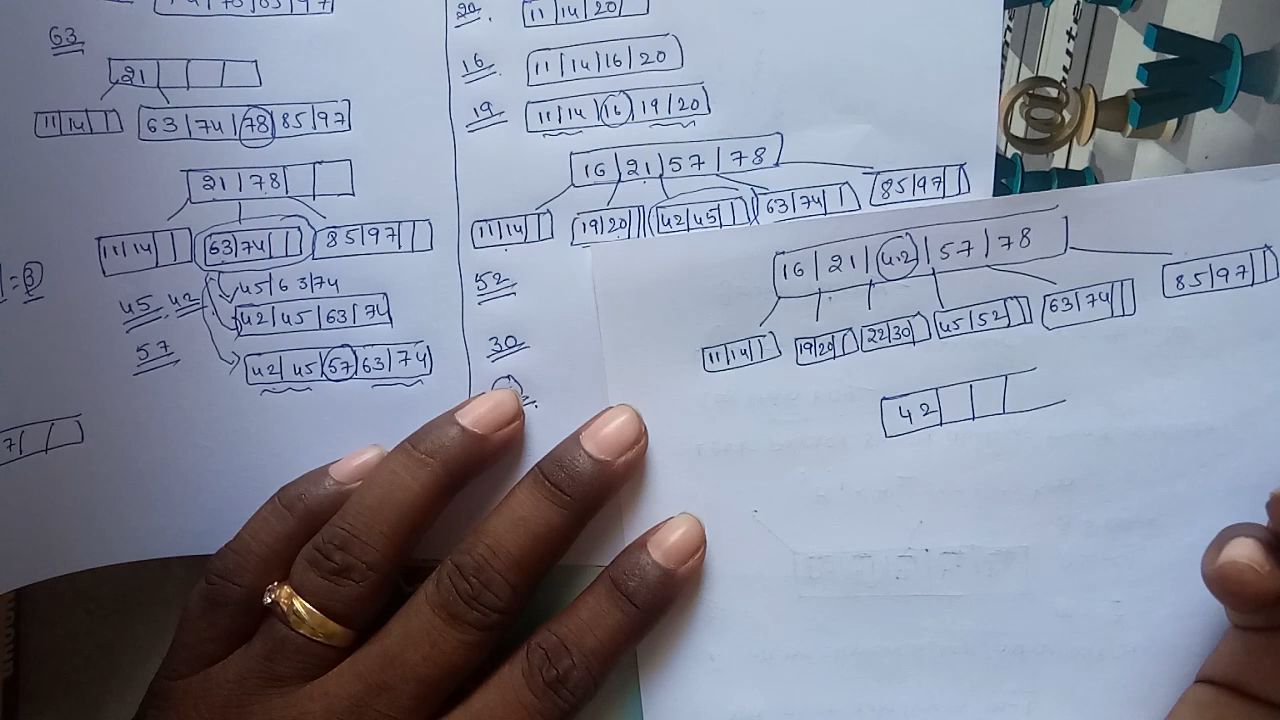 63
21
11 | 14 | 63 | 74 | 78 | 85 | 97
21 | 78
11 | 14 | 63 | 74 | 85 | 97
45 42 45 | 63 | 74
42 | 45 | 63 | 74
57
42 | 45 | 57 | 63 | 74
7
20. 11 | 14 | 20
16 11 | 14 | 16 | 20
19 11 | 14 | 16 | 19 | 20
16 | 21 | 57 | 78
11 | 14 | 19 | 20 | 42 | 45 | 63 | 74 | 85 | 97
52
30
16 | 21 | 42 | 57 | 78
11 | 14 | 19 | 20 | 22 | 30 | 45 | 52 | 63 | 74 | 85 | 97
42